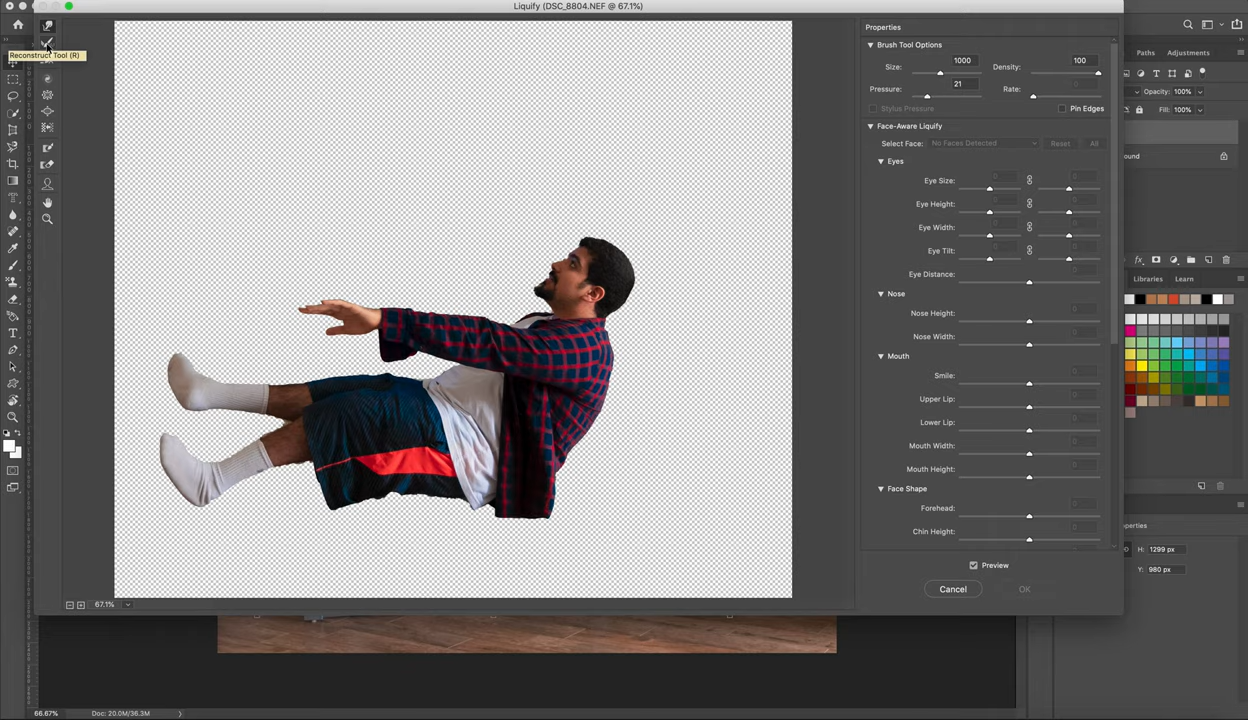 Liquify (DSC_8804.NEF @ 67.1%)
Properties
Reconstruct Tool (R)
Brush Tool Options
Size: 1000 Density: 100
Pressure: 21 Rate:
Stylus Pressure Pin Edges
Face-Aware Liquify
Select Face: No Faces Detected Reset All
Eyes
Eye Size:
Eye Height:
Eye Width:
Eye Tilt:
Eye Distance:
Nose
Nose Height:
Nose Width:
Mouth
Smile:
Upper Lip:
Lower Lip:
Mouth Width:
Mouth Height:
Face Shape
Forehead:
Chin Height:
Preview
Cancel OK
67.1%
Paths Adjustments
Opacity: 100%
Fill: 100%
Libraries Learn
H: 1299 px
Y: 980 px
66.67% Doc: 20.0M/36.3M